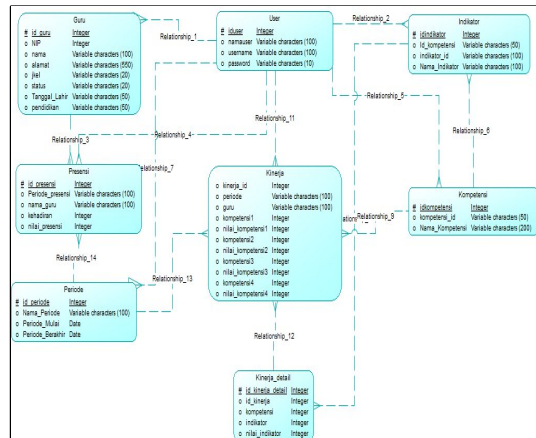 Guru
# id_guru Integer
o NIP Integer
o nama Variable characters (100)
o alamat Variable characters (550)
o jkel Variable characters (20)
o status Variable characters (20)
o Tanggal_Lahir Variable characters (50)
o pendidikan Variable characters (50)
Relationship_1
User
# iduser Integer
o namauser Variable characters (100)
o username Variable characters (100)
o password Variable characters (10)
Relationship_2
Indikator
# idindikator Integer
o Id_kompetensi Variable characters (50)
o indikator_id Variable characters (100)
o Nama_Indikator Variable characters (100)
Relationship_5
Relationship_3
Relationship_4
Relationship_11
Relationship_6
Relationship_7
Presensi
# id_presensi Integer
o Periode_presensi Variable characters (100)
o nama_guru Variable characters (100)
o kehadiran Integer
o nilai_presensi Integer
Kinerja
o kinerja_id Integer
o periode Variable characters (100)
o guru Variable characters (100)
o kompetensi1 Integer
o nilai_kompetensi1 Integer
o kompetensi2 Integer
o nilai_kompetensi2 Integer
o kompetensi3 Integer
o nilai_kompetensi3 Integer
o kompetensi4 Integer
o nilai_kompetensi4 Integer
Kompetensi
# idkompetensi Integer
o kompetensi_id Variable characters (50)
o Nama_Kompetensi Variable characters (200)
Relationship_14
Relationship_13
Periode
# id_periode Integer
o Nama_Periode Variable characters (100)
o Periode_Mulai Date
o Periode_Berakhir Date
Relationship_12
Kinerja_detail
# id_kinerja_detail Integer
o id_kinerja Integer
o kompetensi Integer
o indikator Integer
o nilai_indikator Integer